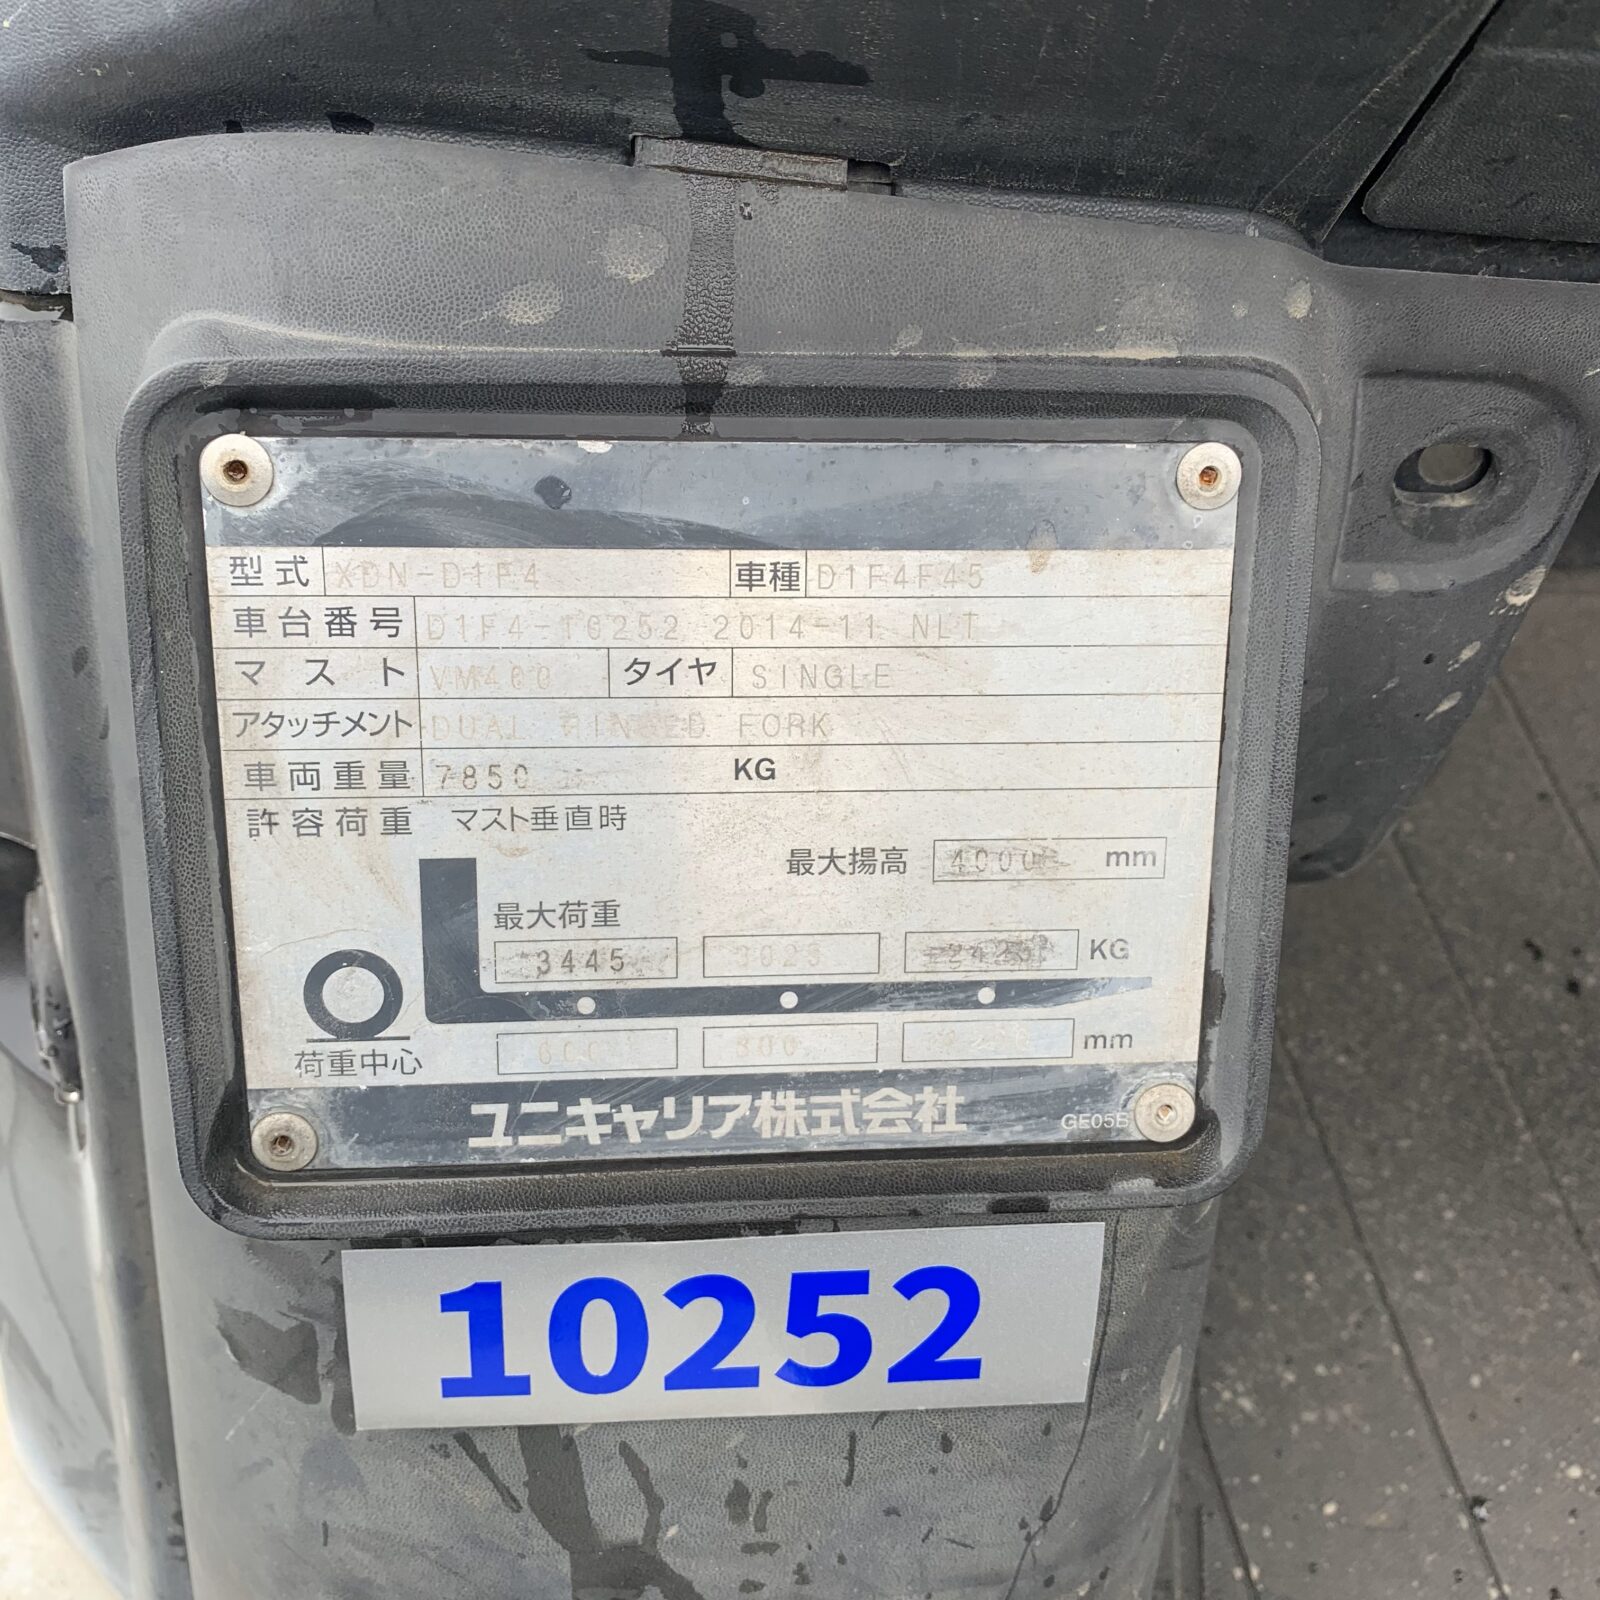 型式 XDN-D1F4 車種 D1F4F45
車台番号 D1F4-10252 2014-11 NLT
マスト VM400 タイヤ SINGLE
アタッチメント DUAL FORK
車両重量 7850 KG
許容荷重 マスト垂直時
最大揚高 4000 mm
最大荷重
3445 KG
荷重中心 600 800 mm
ユニキャリア株式会社 GE05B
10252